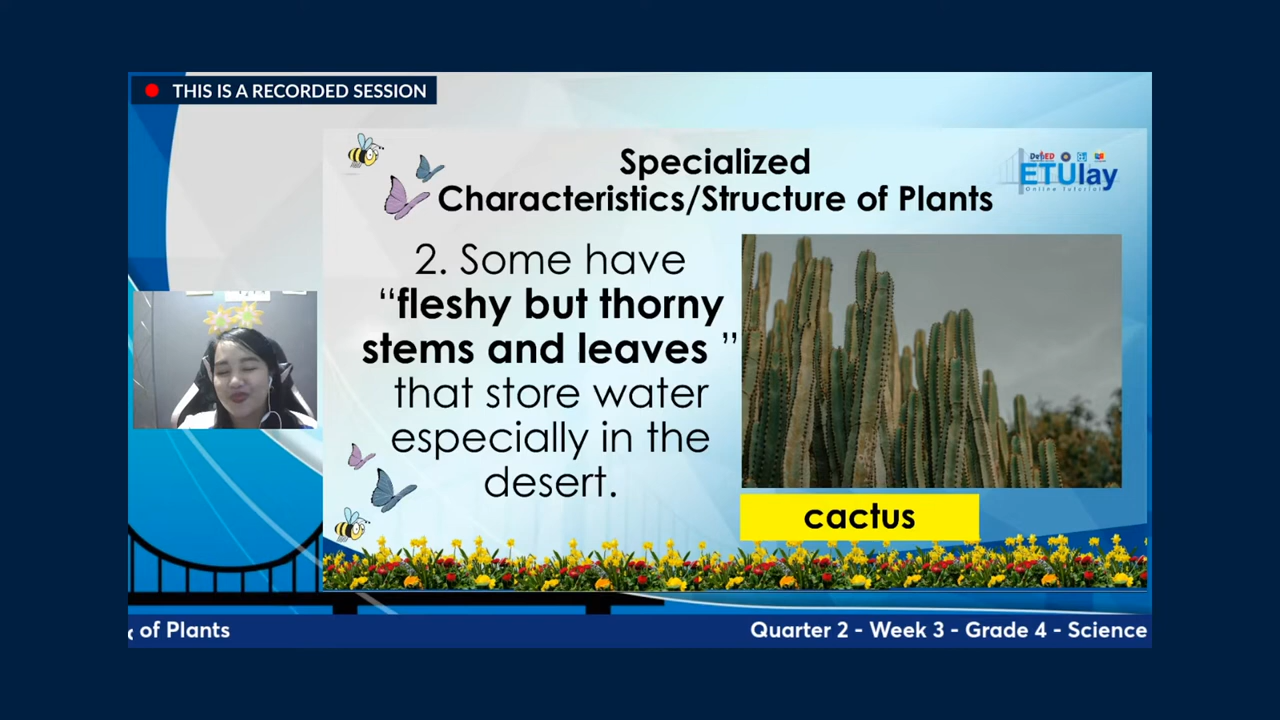 THIS IS A RECORDED SESSION
Specialized
Characteristics/Structure of Plants
DepED
ETUlay
Online Tutorial
2. Some have
“fleshy but thorny
stems and leaves ”
that store water
especially in the
desert.
cactus
of Plants
Quarter 2 - Week 3 - Grade 4 - Science